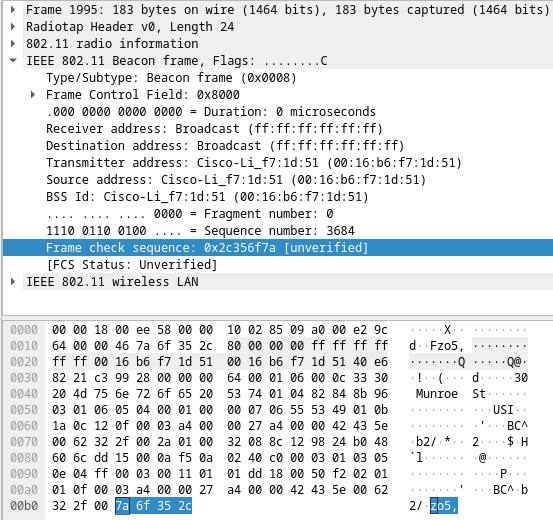 Frame 1995: 183 bytes on wire (1464 bits), 183 bytes captured (1464 bits)
Radiotap Header v0, Length 24
802.11 radio information
IEEE 802.11 Beacon frame, Flags: ........C
Type/Subtype: Beacon frame (0x0008)
Frame Control Field: 0x8000
.000 0000 0000 0000 = Duration: 0 microseconds
Receiver address: Broadcast (ff:ff:ff:ff:ff:ff)
Destination address: Broadcast (ff:ff:ff:ff:ff:ff)
Transmitter address: Cisco-Li_f7:1d:51 (00:16:b6:f7:1d:51)
Source address: Cisco-Li_f7:1d:51 (00:16:b6:f7:1d:51)
BSS Id: Cisco-Li_f7:1d:51 (00:16:b6:f7:1d:51)
.... .... .... 0000 = Fragment number: 0
1110 0110 0100 .... = Sequence number: 3684
Frame check sequence: 0x2c356f7a [unverified]
[FCS Status: Unverified]
IEEE 802.11 wireless LAN
0000 00 00 18 00 ee 58 00 00 10 02 85 09 a0 00 e2 9c ·····X·· ········
0010 64 00 00 46 7a 6f 35 2c 80 00 00 00 ff ff ff ff d··Fzo5, ········
0020 ff ff 00 16 b6 f7 1d 51 00 16 b6 f7 1d 51 40 e6 ·······Q ·····Q@·
0030 82 21 c3 99 28 00 00 00 64 00 01 06 00 0c 33 30 ·!··(··· d·····30
0040 20 4d 75 6e 72 6f 65 20 53 74 01 04 82 84 8b 96 Munroe St······
0050 03 01 06 05 04 00 01 00 00 07 06 55 53 49 01 0b ········ ···USI··
0060 1a 0c 12 0f 00 03 a4 00 00 27 a4 00 00 42 43 5e ········ ·'···BC^
0070 00 62 32 2f 00 2a 01 00 32 08 8c 12 98 24 b0 48 ·b2/·*·· 2····$·H
0080 60 6c dd 15 00 0a f5 0a 02 40 c0 00 03 01 03 05 `l······ ·@······
0090 0e 04 ff 00 03 00 11 01 01 dd 18 00 50 f2 02 01 ········ ····P···
00a0 01 0f 00 03 a4 00 00 27 a4 00 00 42 43 5e 00 62 ·······' ···BC^·b
00b0 32 2f 00 7a 6f 35 2c 2/·zo5,